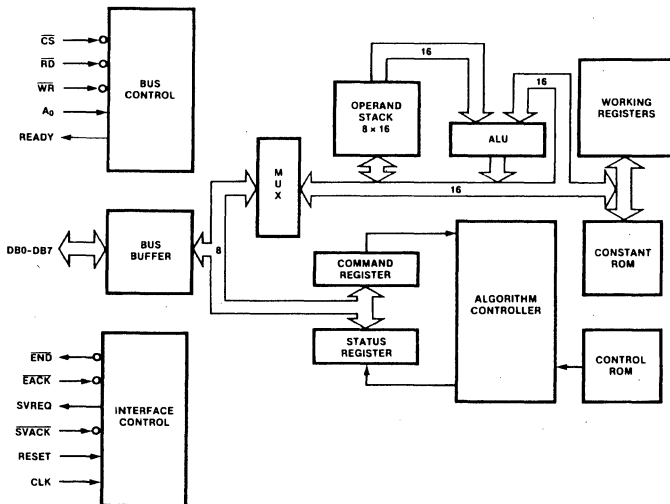 CS
RD
WR
A0
READY
BUS
CONTROL
DB0-DB7
BUS
BUFFER
8
END
EACK
SVREQ
SVACK
RESET
CLK
INTERFACE
CONTROL
MUX
16
OPERAND
STACK
8 × 16
16
ALU
16
WORKING
REGISTERS
CONSTANT
ROM
COMMAND
REGISTER
STATUS
REGISTER
ALGORITHM
CONTROLLER
CONTROL
ROM